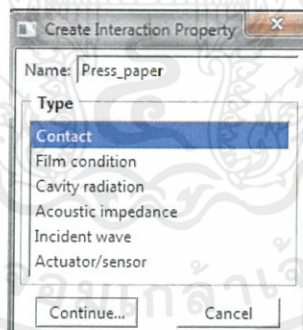 Create Interaction Property
Name: Press_paper
Type
Contact
Film condition
Cavity radiation
Acoustic impedance
Incident wave
Actuator/sensor
Continue... Cancel